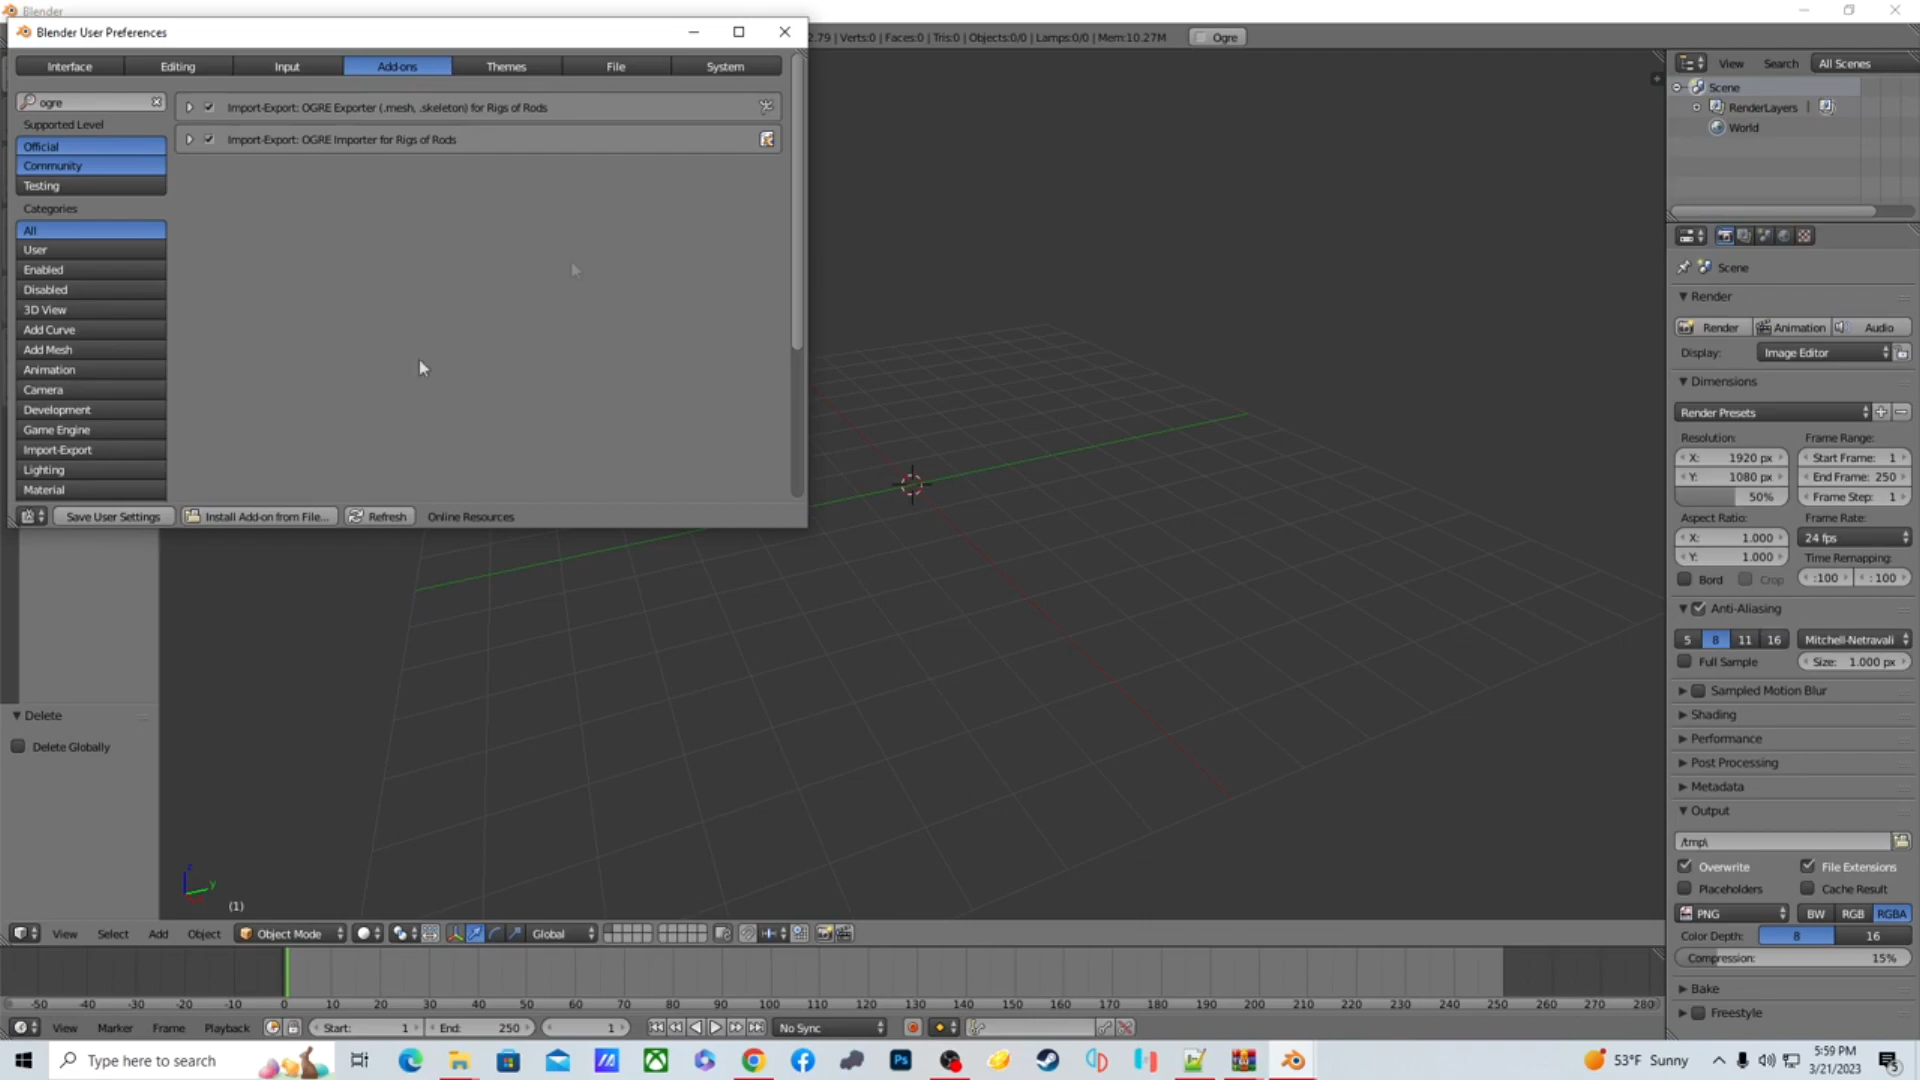 Blender
Blender User Preferences
2.79 | Verts:0 | Faces:0 | Tris:0 | Objects:0/0 | Lamps:0/0 | Mem:10.27M
Ogre
Interface
Editing
Input
Add-ons
Themes
File
System
ogre
Supported Level
Official
Community
Testing
Categories
All
User
Enabled
Disabled
3D View
Add Curve
Add Mesh
Animation
Camera
Development
Game Engine
Import-Export
Lighting
Material
Import-Export: OGRE Exporter (.mesh, .skeleton) for Rigs of Rods
Import-Export: OGRE Importer for Rigs of Rods
Save User Settings
Install Add-on from File...
Refresh
Online Resources
View
Search
All Scenes
Scene
RenderLayers
World
Scene
Render
Render
Animation
Audio
Display:
Image Editor
Dimensions
Render Presets
Resolution:
Frame Range:
X: 1920 px
Start Frame: 1
Y: 1080 px
End Frame: 250
50%
Frame Step: 1
Aspect Ratio:
Frame Rate:
X: 1.000
24 fps
Y: 1.000
Time Remapping:
Bord
Crop
:100
: 100
Anti-Aliasing
5
8
11
16
Mitchell-Netravali
Full Sample
Size: 1.000 px
Sampled Motion Blur
Shading
Performance
Post Processing
Metadata
Output
/tmp\
Overwrite
File Extensions
Placeholders
Cache Result
PNG
BW
RGB
RGBA
Color Depth:
8
16
Compression:
15%
Bake
Freestyle
Delete
Delete Globally
z
y
(1)
View
Select
Add
Object
Object Mode
Global
-50 -40 -30 -20 -10 0 10 20 30 40 50 60 70 80 90 100 110 120 130 140 150 160 170 180 190 200 210 220 230 240 250 260 270 280
View
Marker
Frame
Playback
Start: 1
End: 250
1
No Sync
Type here to search
Ps
53°F Sunny
5:59 PM
3/21/2023
5